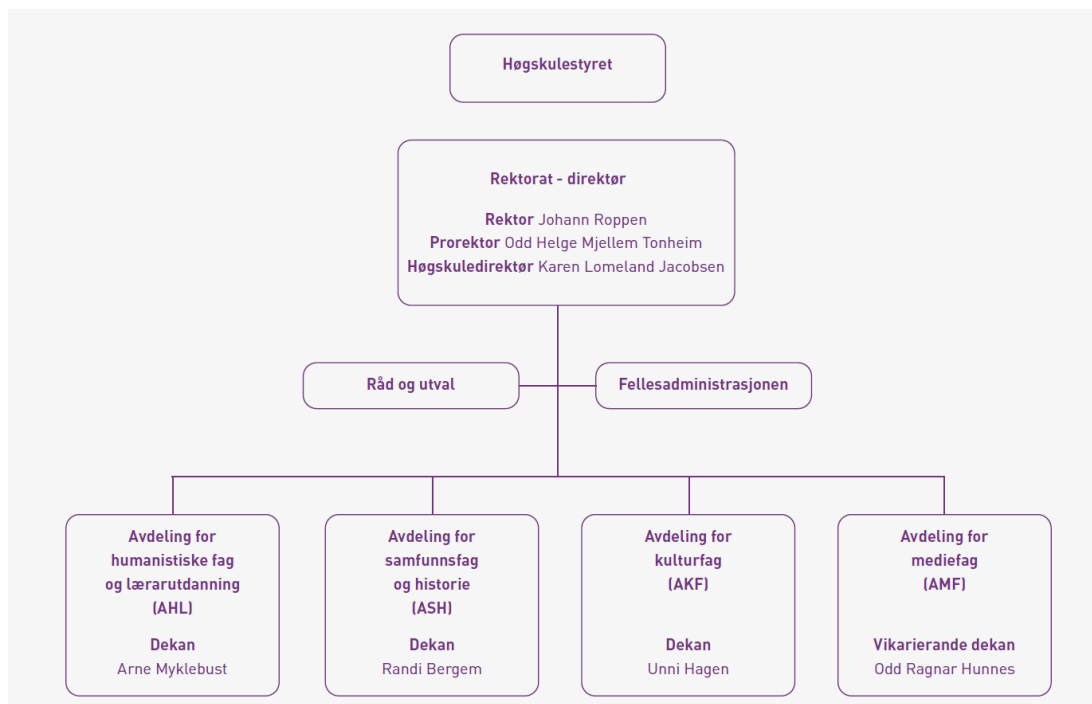 Høgskulestyret
Rektorat - direktør
Rektor Johann Roppen
Prorektor Odd Helge Mjellem Tonheim
Høgskuledirektør Karen Lomeland Jacobsen
Råd og utval
Fellesadministrasjonen
Avdeling for
humanistiske fag
og lærarutdanning
(AHL)
Dekan
Arne Myklebust
Avdeling for
samfunnsfag
og historie
(ASH)
Dekan
Randi Bergem
Avdeling for
kulturfag
(AKF)
Dekan
Unni Hagen
Avdeling for
mediefag
(AMF)
Vikarierande dekan
Odd Ragnar Hunnes